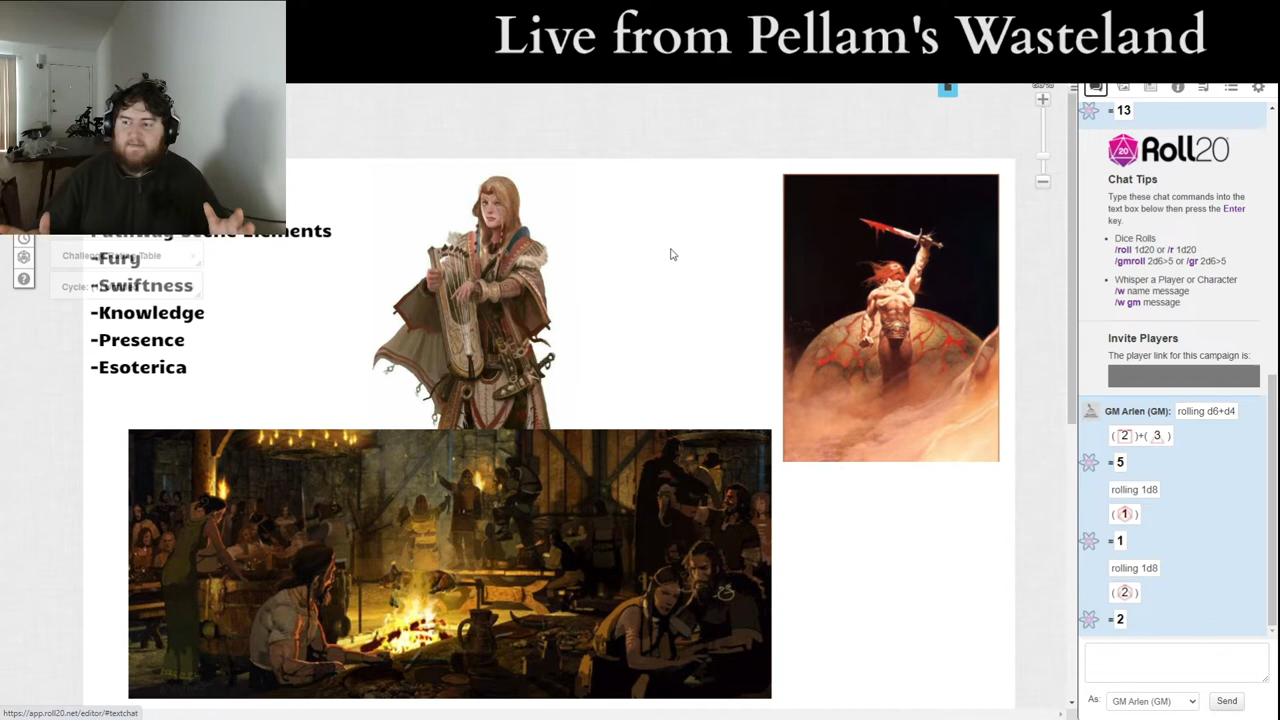 Live from Pellam's Wasteland
= 13
Roll20
Chat Tips
Type these chat commands into the
text box below then press the Enter
key.
Dice Rolls
/roll 1d20 or /r 1d20
/gmroll 2d6>5 or /gr 2d6>5
Whisper a Player or Character
/w name message
/w gm message
Invite Players
The player link for this campaign is:
GM Arlen (GM): rolling d6+d4
(2)+(3)
= 5
rolling 1d8
(1)
= 1
rolling 1d8
(2)
= 2
As: GM Arlen (GM) Send
Elements
-Fury
Table
-Swiftness
Cycle:
-Knowledge
-Presence
-Esoterica
https://app.roll20.net/editor/#textchat